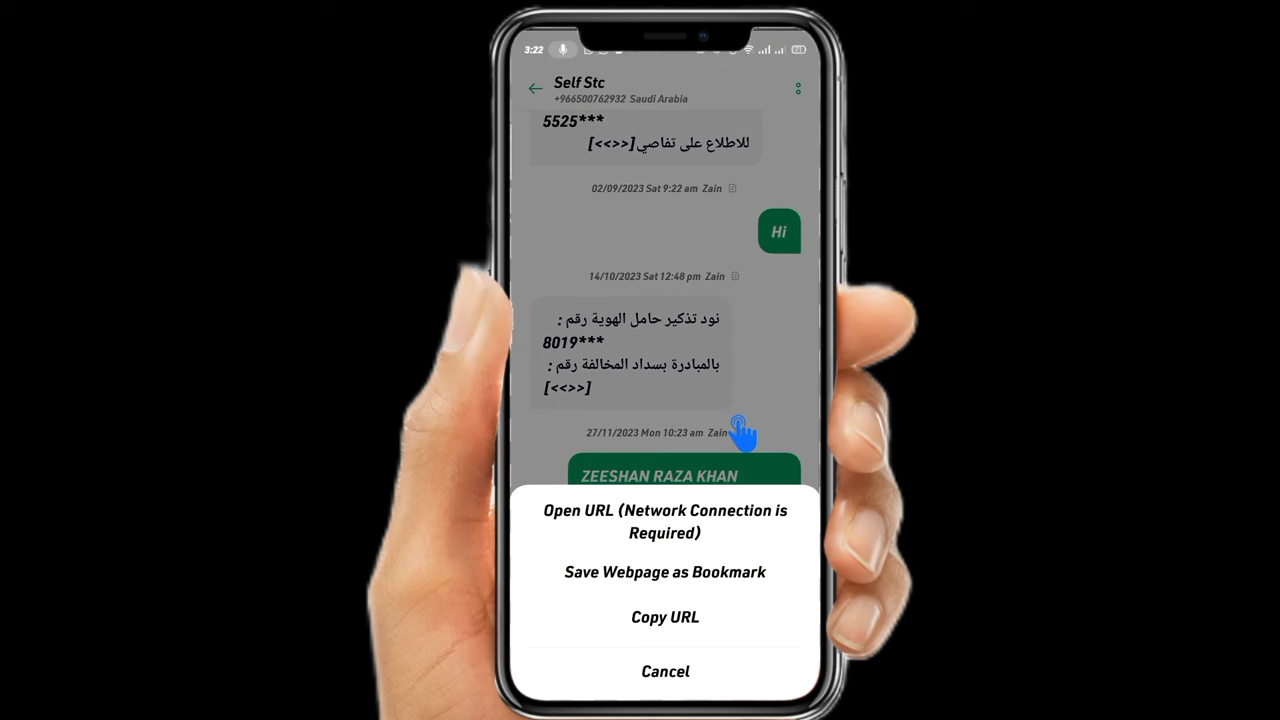 3:22
Self Stc
+966500762932 Saudi Arabia
5525***
للاطلاع على تفاصي[<<>>]
02/09/2023 Sat 9:22 am Zain
Hi
14/10/2023 Sat 12:48 pm Zain
نود تذكير حامل الهوية رقم :
8019***
بالمبادرة بسداد المخالفة رقم :
[<<>>]
27/11/2023 Mon 10:23 am Zain
ZEESHAN RAZA KHAN
Open URL (Network Connection is
Required)
Save Webpage as Bookmark
Copy URL
Cancel